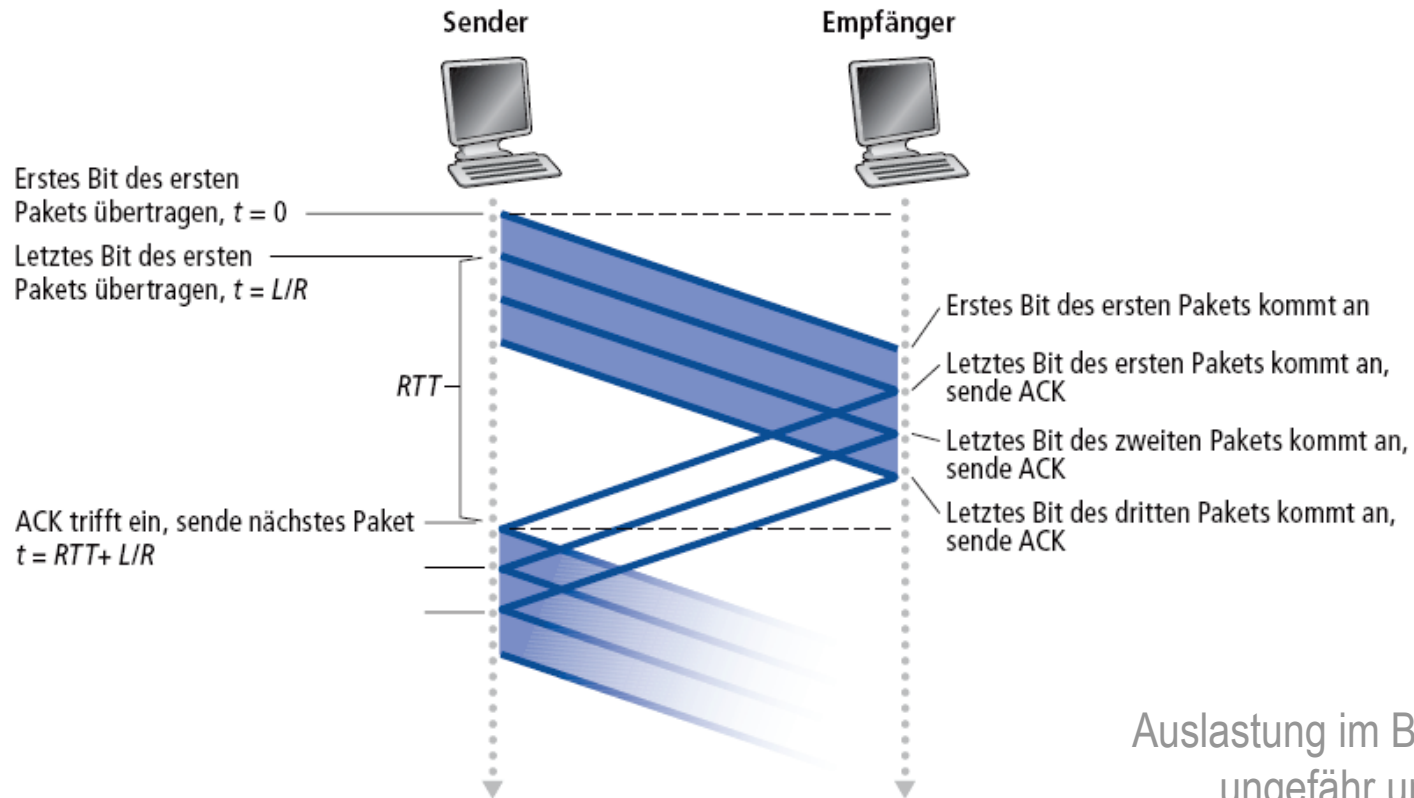 Sender
Empfänger
Erstes Bit des ersten
Pakets übertragen, t = 0
Letztes Bit des ersten
Pakets übertragen, t = L/R
RTT
ACK trifft ein, sende nächstes Paket
t = RTT+ L/R
Erstes Bit des ersten Pakets kommt an
Letztes Bit des ersten Pakets kommt an,
sende ACK
Letztes Bit des zweiten Pakets kommt an,
sende ACK
Letztes Bit des dritten Pakets kommt an,
sende ACK
Auslastung im
ungefähr